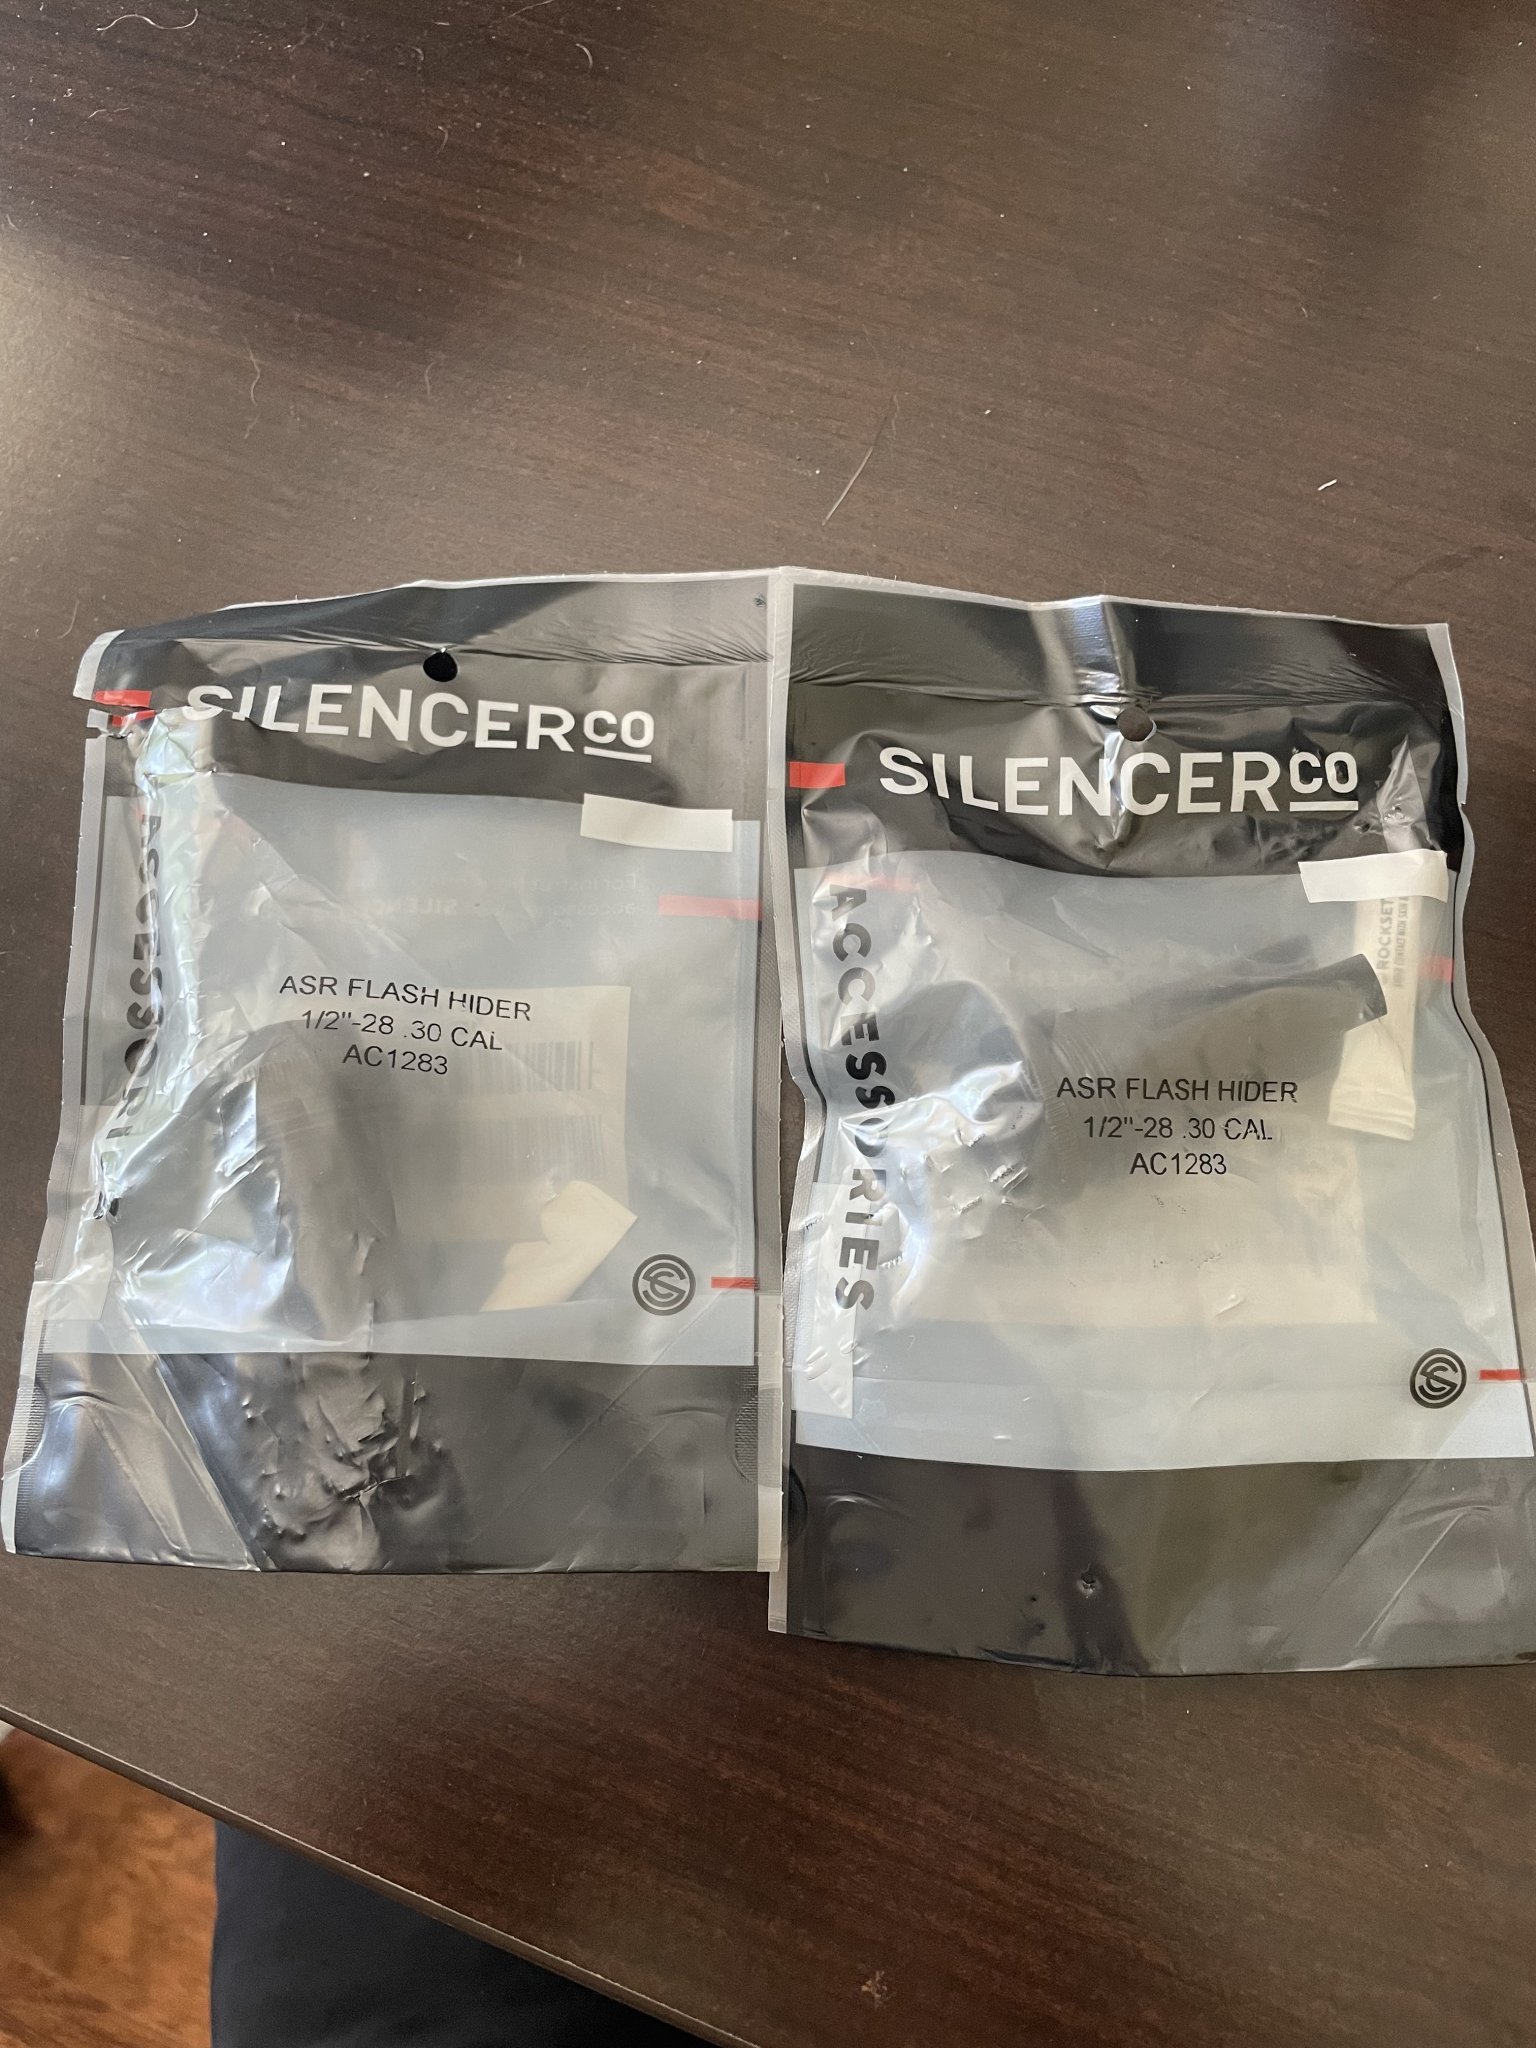 SILENCERCO
ACCESSORIES
ASR FLASH HIDER
1/2"-28 .30 CAL
AC1283
SILENCERCO
ACCESSORIES
ROCKSET
ASR FLASH HIDER
1/2"-28 .30 CAL
AC1283